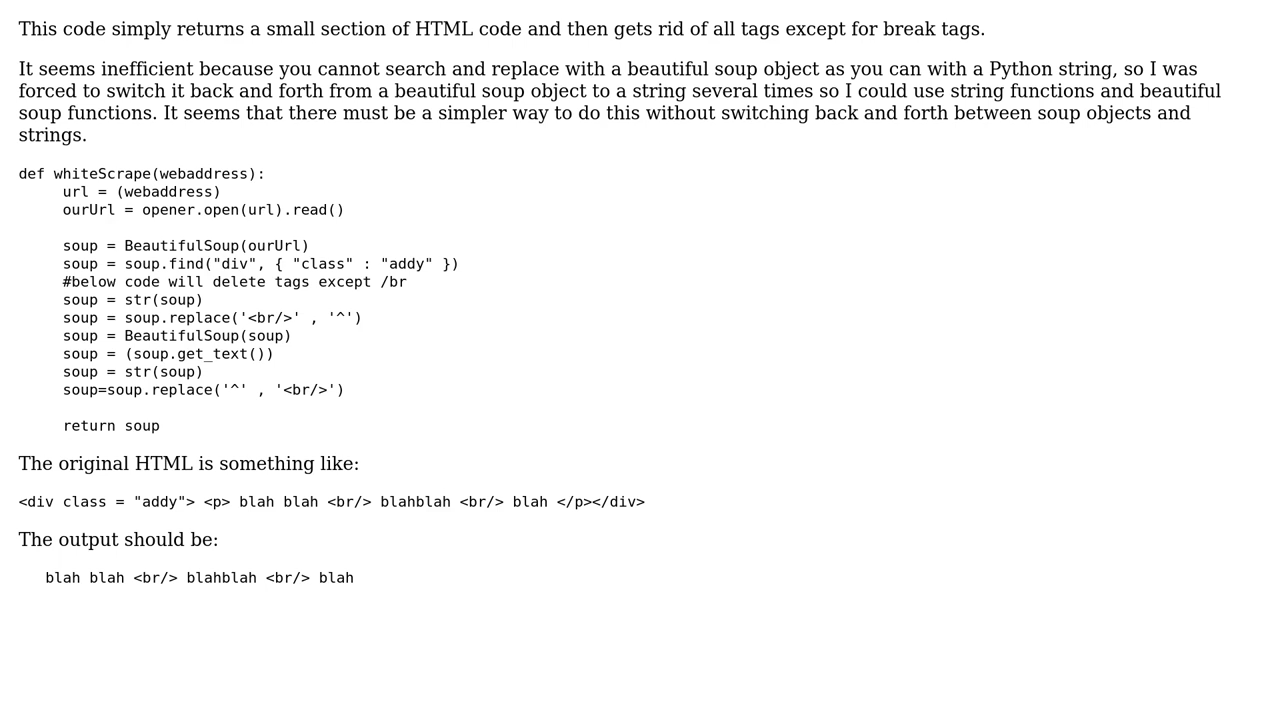 This code simply returns a small section of HTML code and then gets rid of all tags except for break tags.
It seems inefficient because you cannot search and replace with a beautiful soup object as you can with a Python string, so I was
forced to switch it back and forth from a beautiful soup object to a string several times so I could use string functions and beautiful
soup functions. It seems that there must be a simpler way to do this without switching back and forth between soup objects and
strings.
def whiteScrape(webaddress):
     url = (webaddress)
     ourUrl = opener.open(url).read()

     soup = BeautifulSoup(ourUrl)
     soup = soup.find("div", { "class" : "addy" })
     #below code will delete tags except /br
     soup = str(soup)
     soup = soup.replace('<br/>' , '^')
     soup = BeautifulSoup(soup)
     soup = (soup.get_text())
     soup = str(soup)
     soup=soup.replace('^' , '<br/>')

     return soup
The original HTML is something like:
<div class = "addy"> <p> blah blah <br/> blahblah <br/> blah </p></div>
The output should be:
   blah blah <br/> blahblah <br/> blah